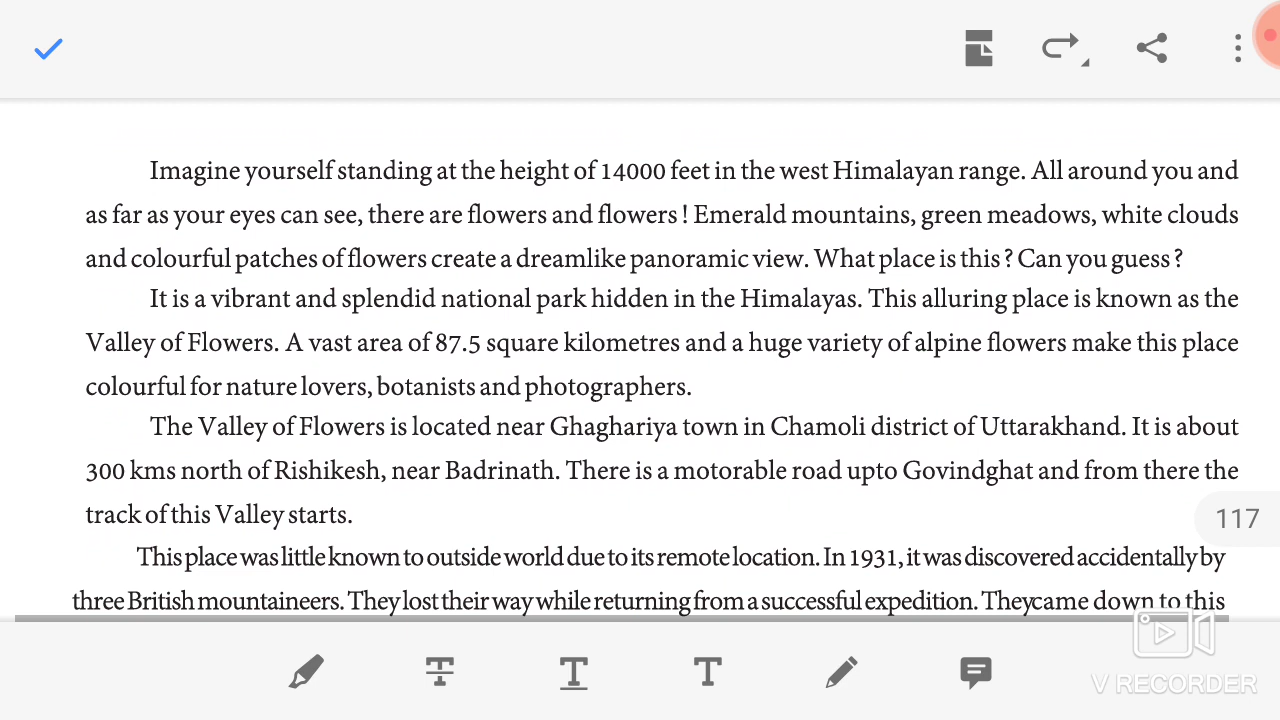 Imagine yourself standing at the height of 14000 feet in the west Himalayan range. All around you and
as far as your eyes can see, there are flowers and flowers ! Emerald mountains, green meadows, white clouds
and colourful patches of flowers create a dreamlike panoramic view. What place is this ? Can you guess ?
It is a vibrant and splendid national park hidden in the Himalayas. This alluring place is known as the
Valley of Flowers. A vast area of 87.5 square kilometres and a huge variety of alpine flowers make this place
colourful for nature lovers, botanists and photographers.
The Valley of Flowers is located near Ghaghariya town in Chamoli district of Uttarakhand. It is about
300 kms north of Rishikesh, near Badrinath. There is a motorable road upto Govindghat and from there the
track of this Valley starts.
117
This place was little known to outside world due to its remote location. In 1931, it was discovered accidentally by
three British mountaineers. They lost their way while returning from a successful expedition. Theycame down to this
V RECORDER